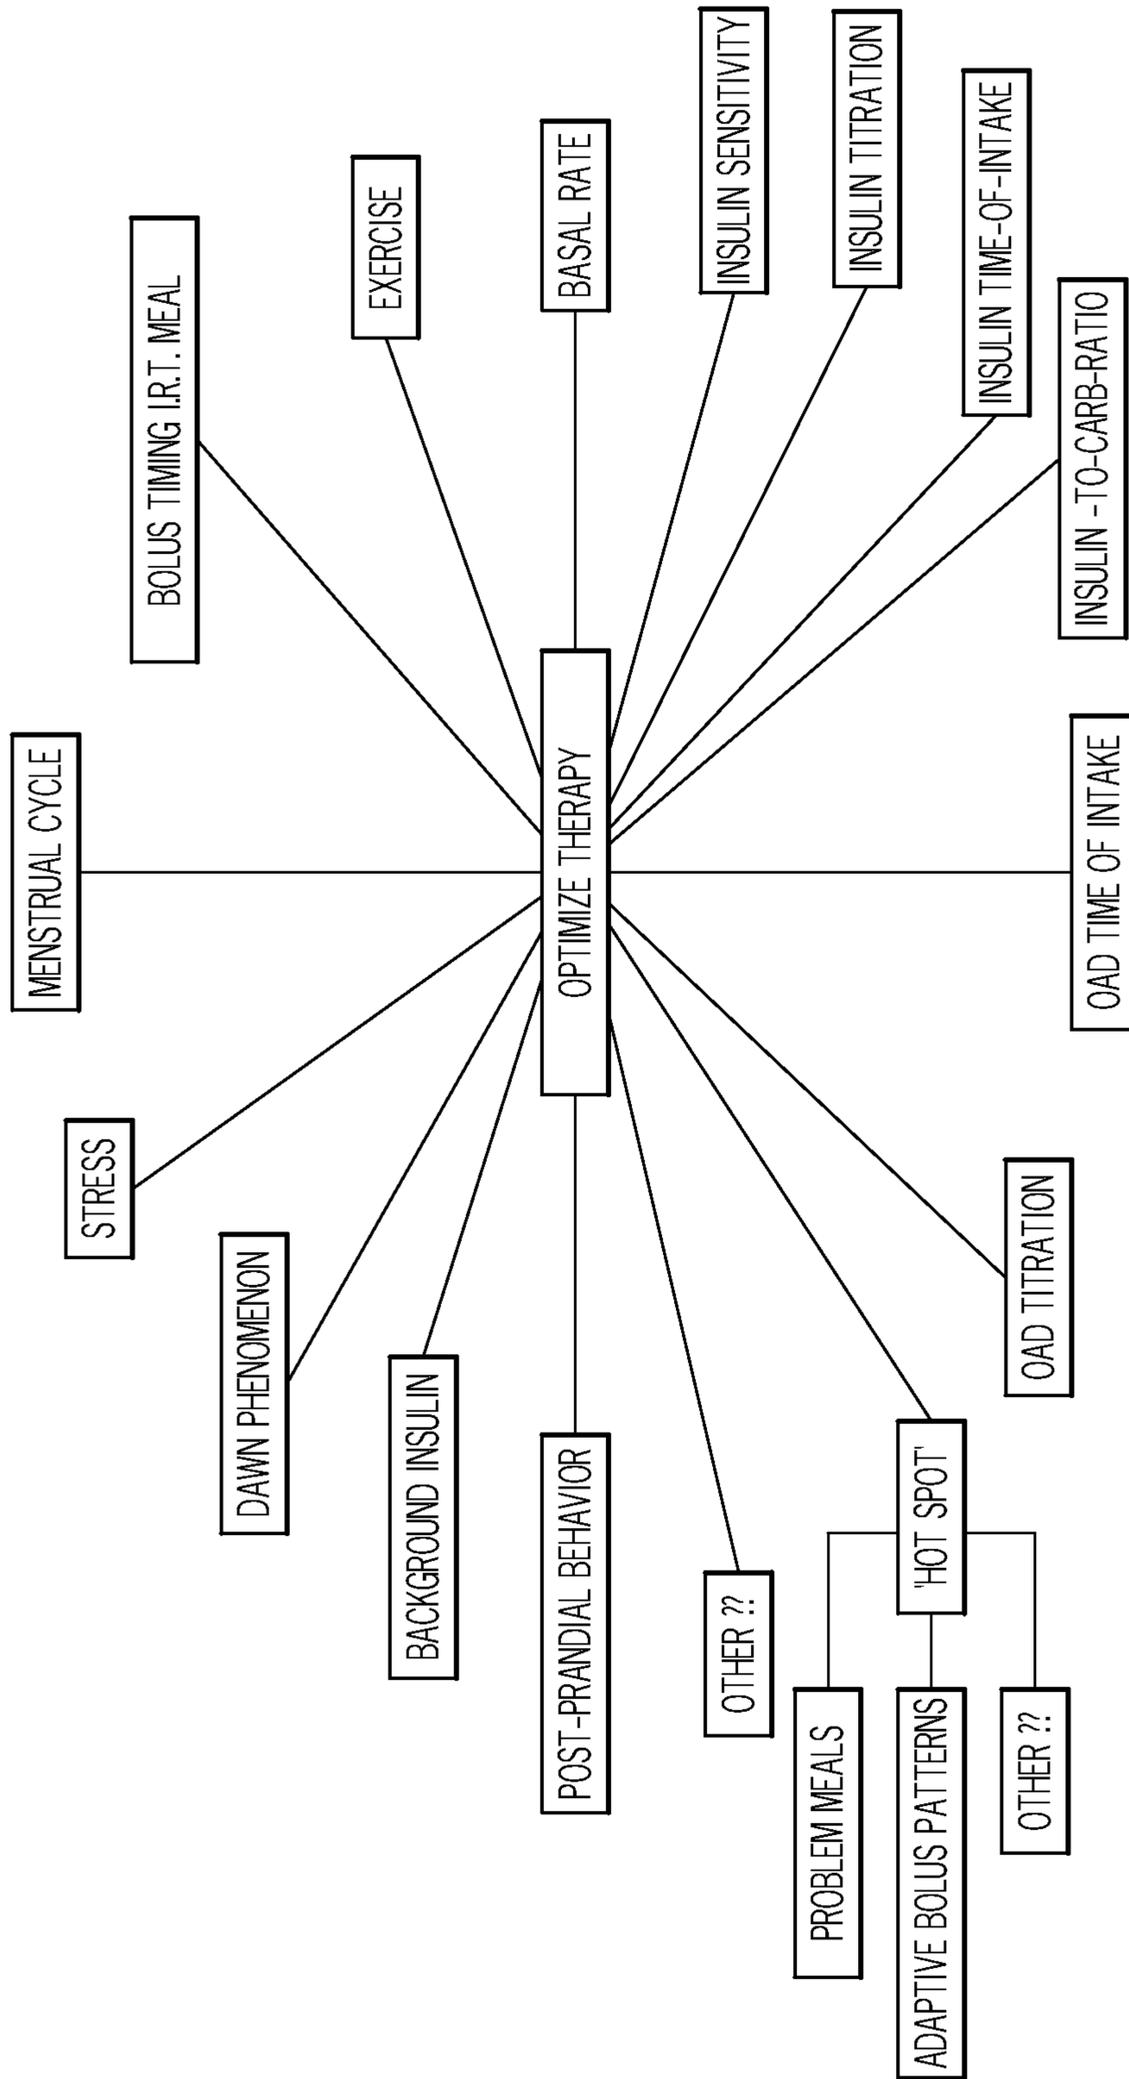 MENSTRUAL CYCLE
STRESS
BOLUS TIMING I.R.T. MEAL
DAWN PHENOMENON
EXERCISE
BACKGROUND INSULIN
POST-PRANDIAL BEHAVIOR
OPTIMIZE THERAPY
BASAL RATE
OTHER ??
INSULIN SENSITIVITY
PROBLEM MEALS
INSULIN TITRATION
ADAPTIVE BOLUS PATTERNS
'HOT SPOT'
INSULIN TIME-OF-INTAKE
OTHER ??
OAD TITRATION
INSULIN -TO-CARB-RATIO
OAD TIME OF INTAKE